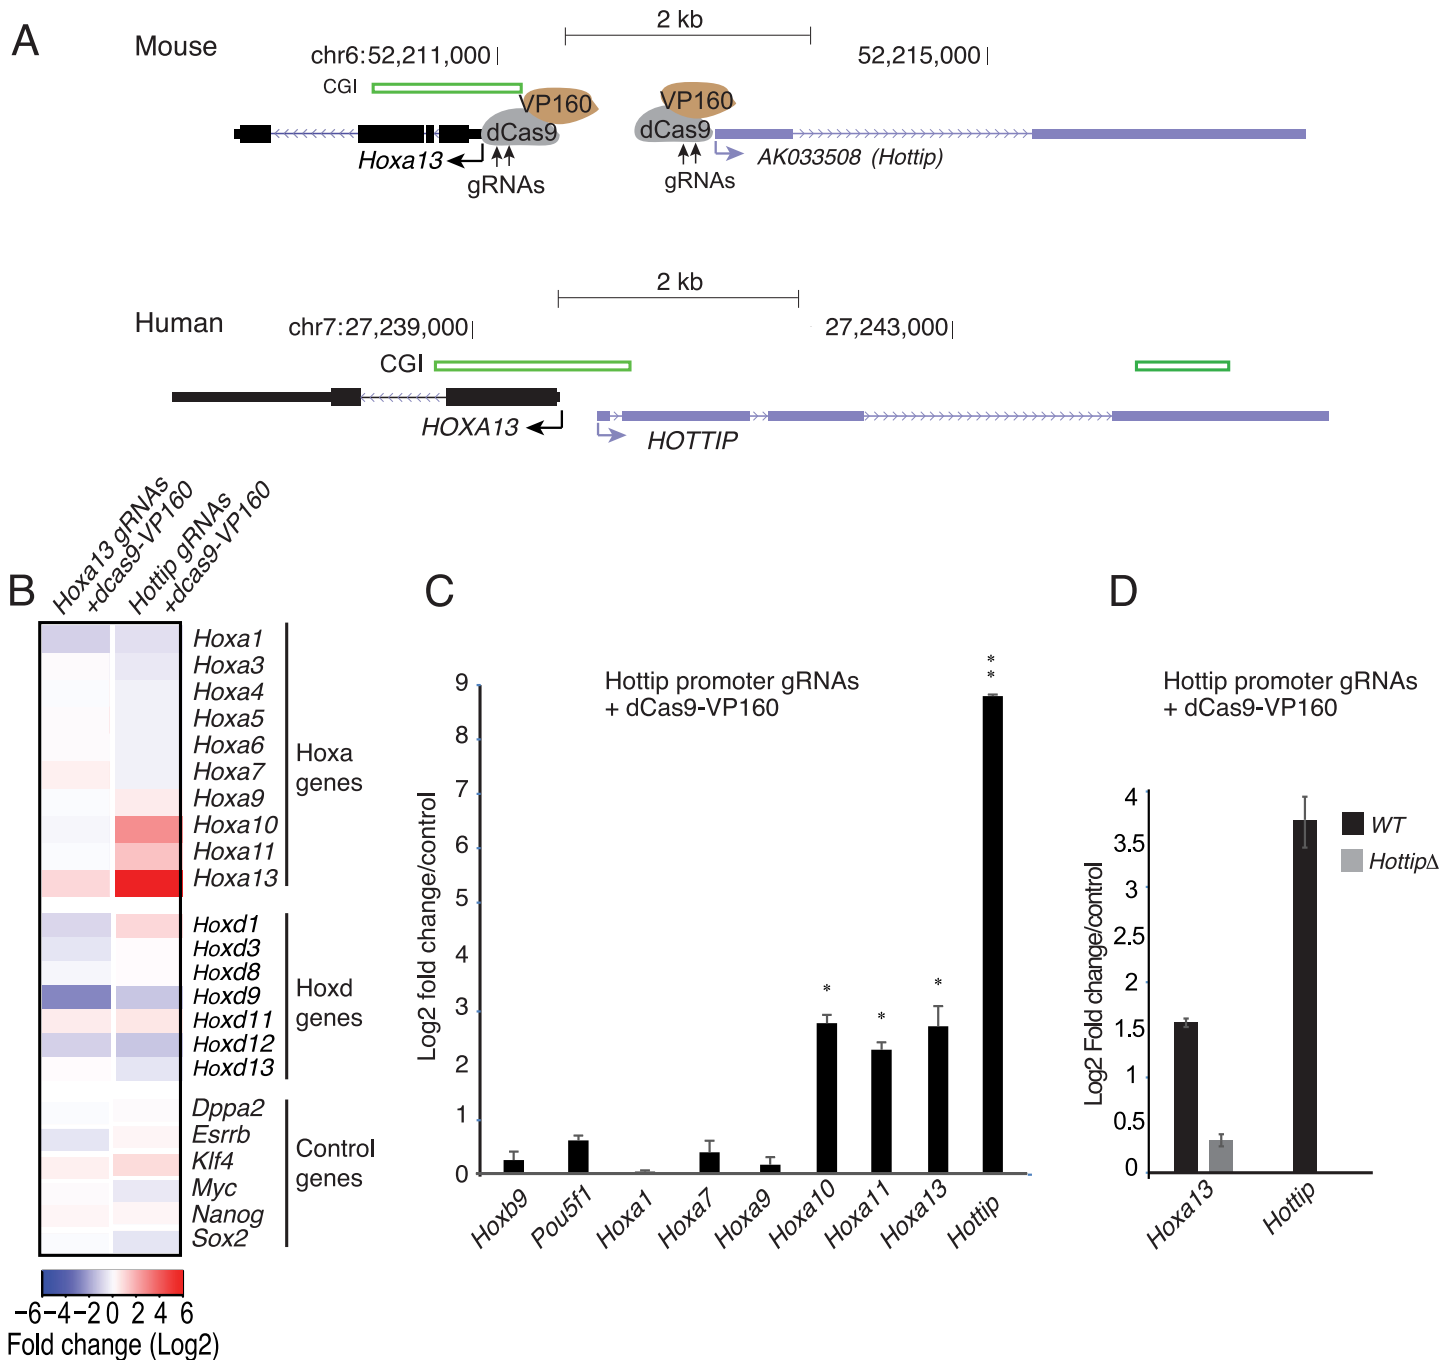 A
Mouse
2 kb
chr6:52,211,000
52,215,000
CGI
VP160
dCas9
VP160
dCas9
Hoxa13
gRNAs
gRNAs
AK033508 (Hottip)
Human
2 kb
chr7:27,239,000
27,243,000
CGI
HOXA13
HOTTIP
B
Hoxa13 gRNAs
+dcas9-VP160
Hottip gRNAs
+dcas9-VP160
Hoxa1
Hoxa3
Hoxa4
Hoxa5
Hoxa6
Hoxa7
Hoxa9
Hoxa10
Hoxa11
Hoxa13
Hoxa
genes
Hoxd1
Hoxd3
Hoxd8
Hoxd9
Hoxd11
Hoxd12
Hoxd13
Hoxd
genes
Dppa2
Esrrb
Klf4
Myc
Nanog
Sox2
Control
genes
−6 −4 −2 0 2 4 6
Fold change (Log2)
C
Hottip promoter gRNAs
+ dCas9-VP160
Log2 fold change/control
9
8
7
6
5
4
3
2
1
0
*
*
*
*
*
Hoxb9
Pou5f1
Hoxa1
Hoxa7
Hoxa9
Hoxa10
Hoxa11
Hoxa13
Hottip
D
Hottip promoter gRNAs
+ dCas9-VP160
Log2 Fold change/control
4
3.5
3
2.5
2
1.5
1
0.5
0
WT
HottipΔ
Hoxa13
Hottip